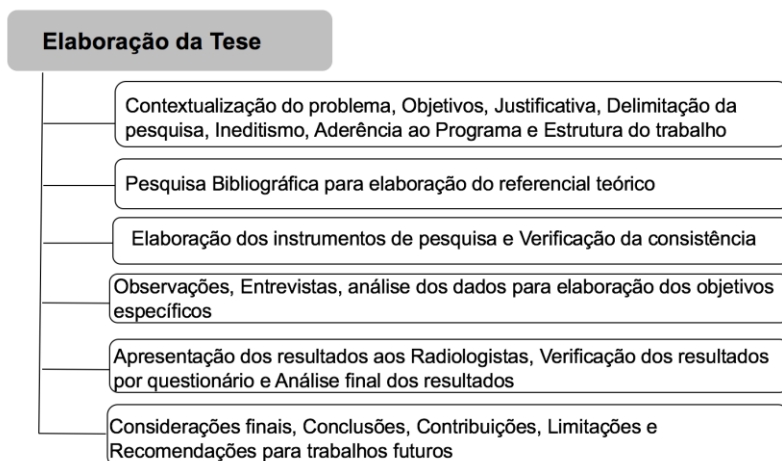 Elaboração da Tese
Contextualização do problema, Objetivos, Justificativa, Delimitação da
pesquisa, Ineditismo, Aderência ao Programa e Estrutura do trabalho
Pesquisa Bibliográfica para elaboração do referencial teórico
Elaboração dos instrumentos de pesquisa e Verificação da consistência
Observações, Entrevistas, análise dos dados para elaboração dos objetivos
específicos
Apresentação dos resultados aos Radiologistas, Verificação dos resultados
por questionário e Análise final dos resultados
Considerações finais, Conclusões, Contribuições, Limitações e
Recomendações para trabalhos futuros